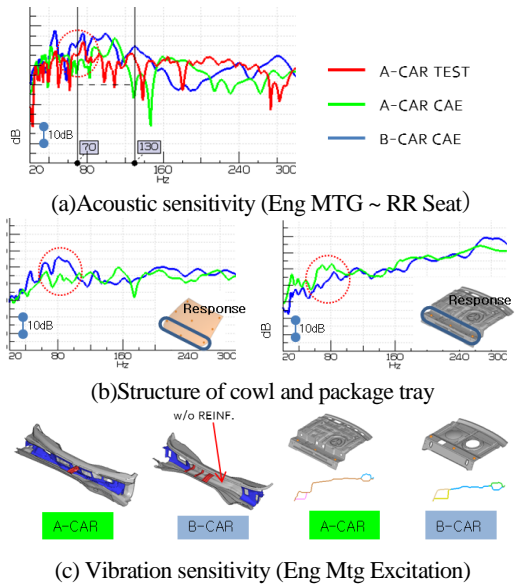 A-CAR TEST
A-CAR CAE
B-CAR CAE
dB
10dB
70
130
20 80 160 240 300
Hz
(a)Acoustic sensitivity (Eng MTG ~ RR Seat)
Response
10dB
20 80 160 240 300
Hz
Response
dB
10dB
20 80 160 240 300
Hz
(b)Structure of cowl and package tray
w/o REINF.
A-CAR
B-CAR
A-CAR
B-CAR
(c) Vibration sensitivity (Eng Mtg Excitation)